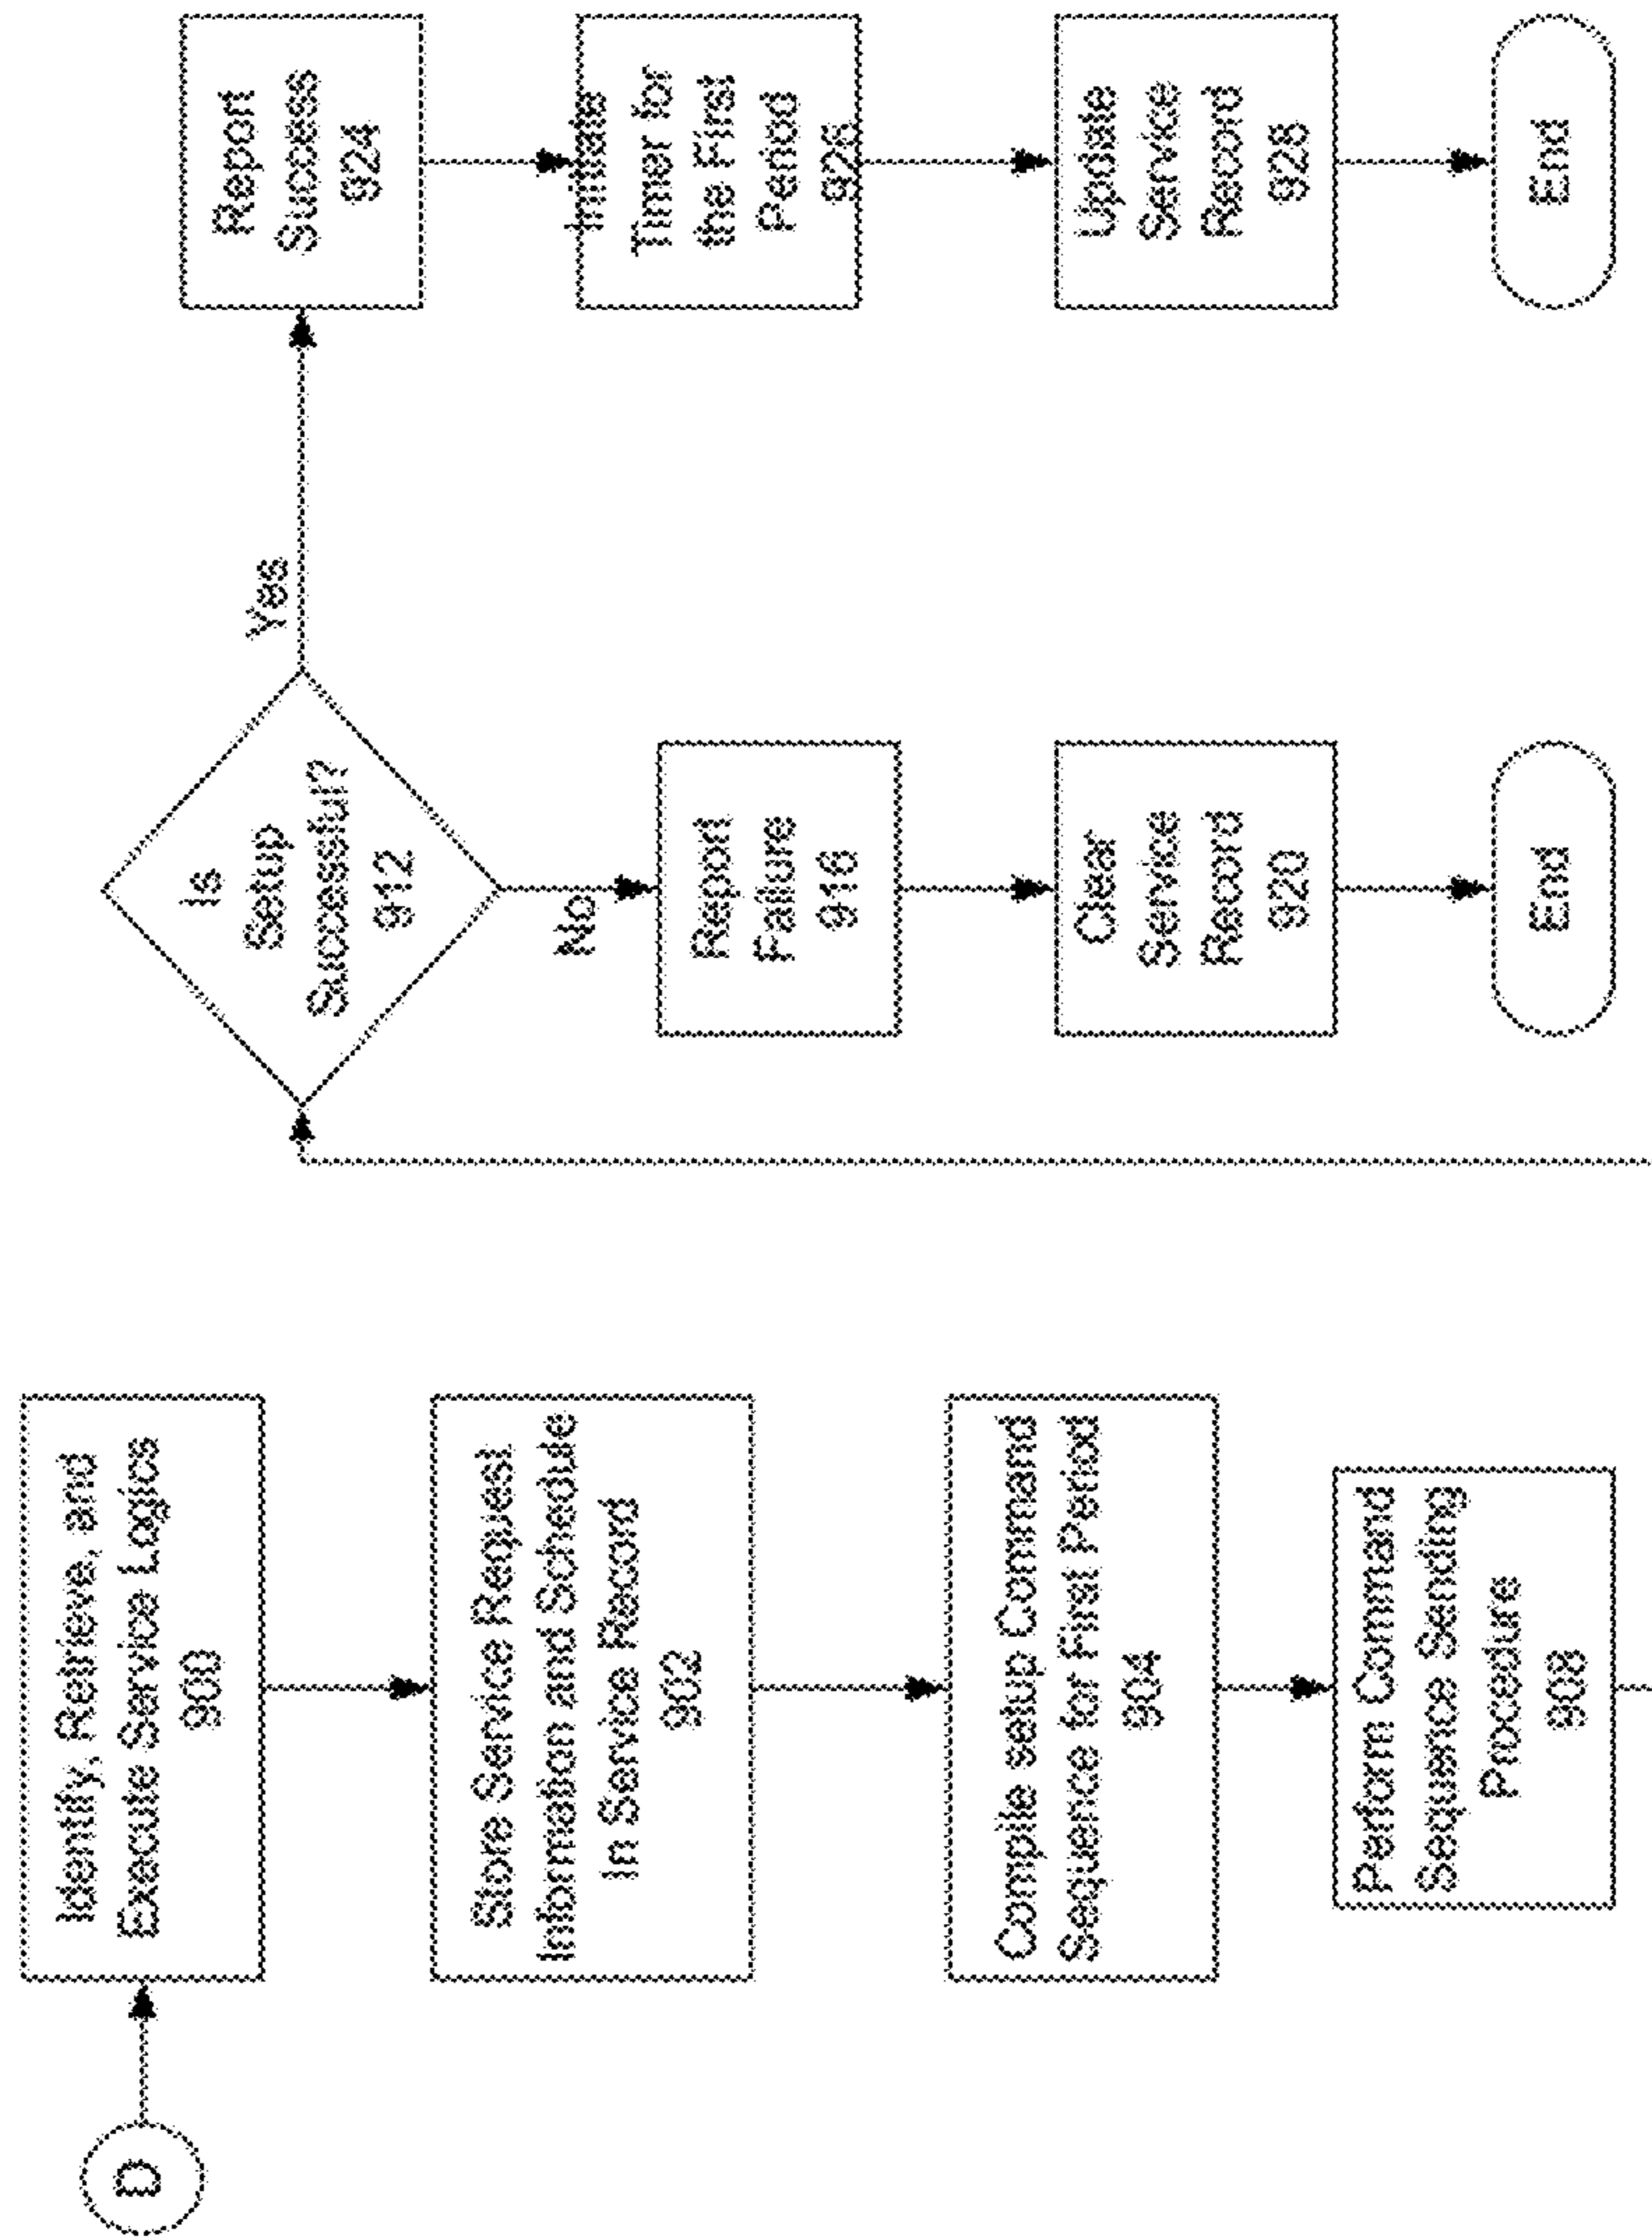 D
Identify, Retrieve, and
Execute Service Logics
900
Store Service Request
Information and Schedule
In Service Record
902
Compile setup Command
Sequence for First Period
904
Perform Command
Sequence Sending
Procedure
908
Is
Setup
Successful?
912
No
Yes
Report
Failure
916
Clear
Service
Record
920
End
Report
Success
924
Initiate
Timer for
the First
Period
926
Update
Service
Record
928
End